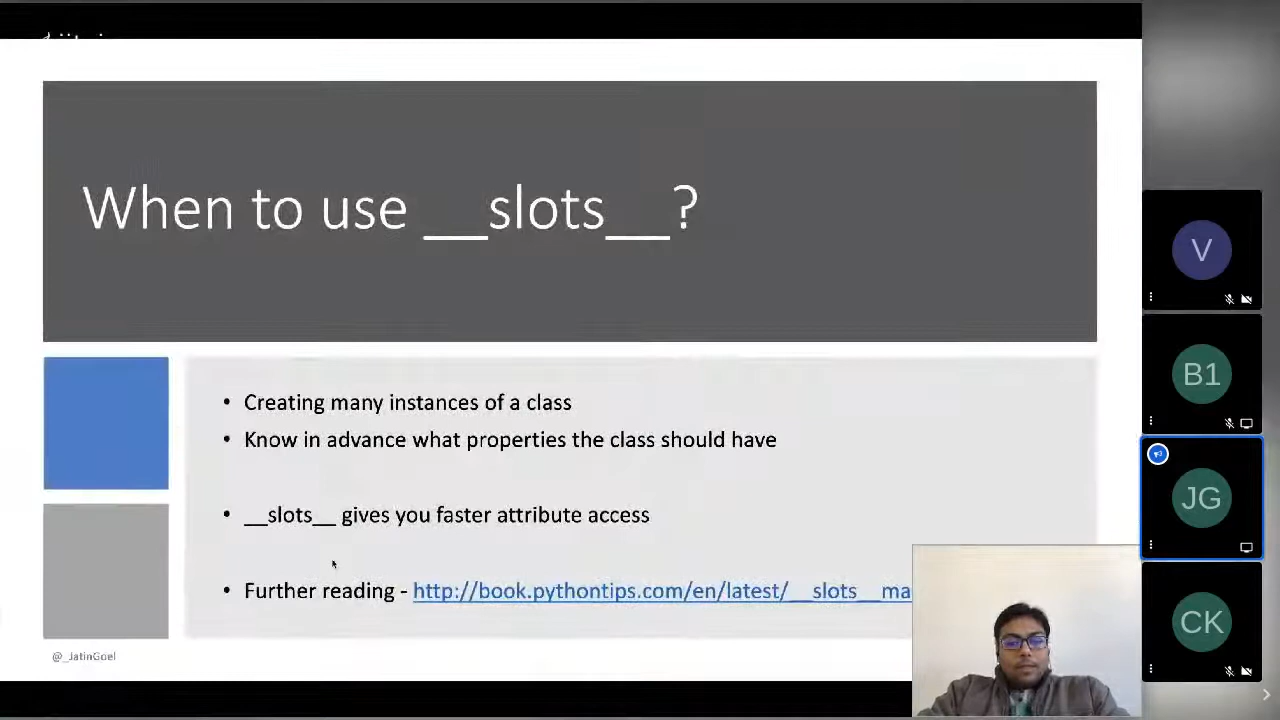 When to use __slots__?
• Creating many instances of a class
• Know in advance what properties the class should have
• __slots__ gives you faster attribute access
• Further reading - http://book.pythontips.com/en/latest/__slots__ma
@_JatinGoel
V
B1
JG
CK